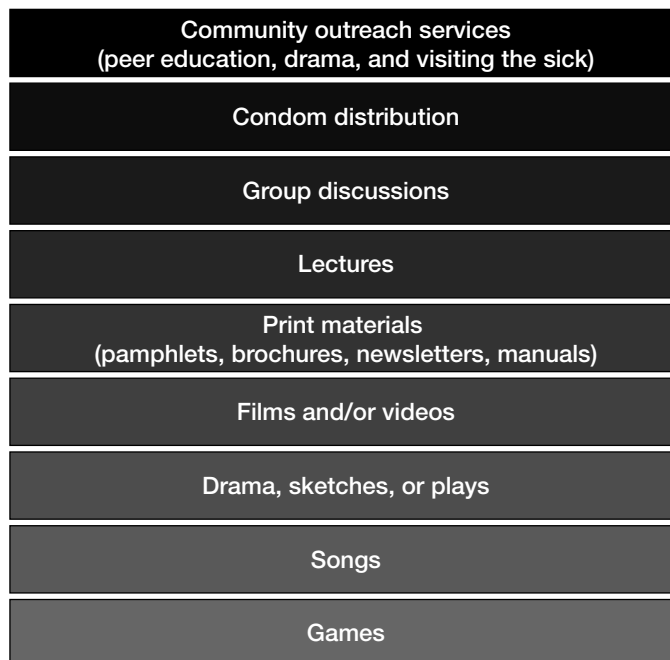 Community outreach services
(peer education, drama, and visiting the sick)
Condom distribution
Group discussions
Lectures
Print materials
(pamphlets, brochures, newsletters, manuals)
Films and/or videos
Drama, sketches, or plays
Songs
Games